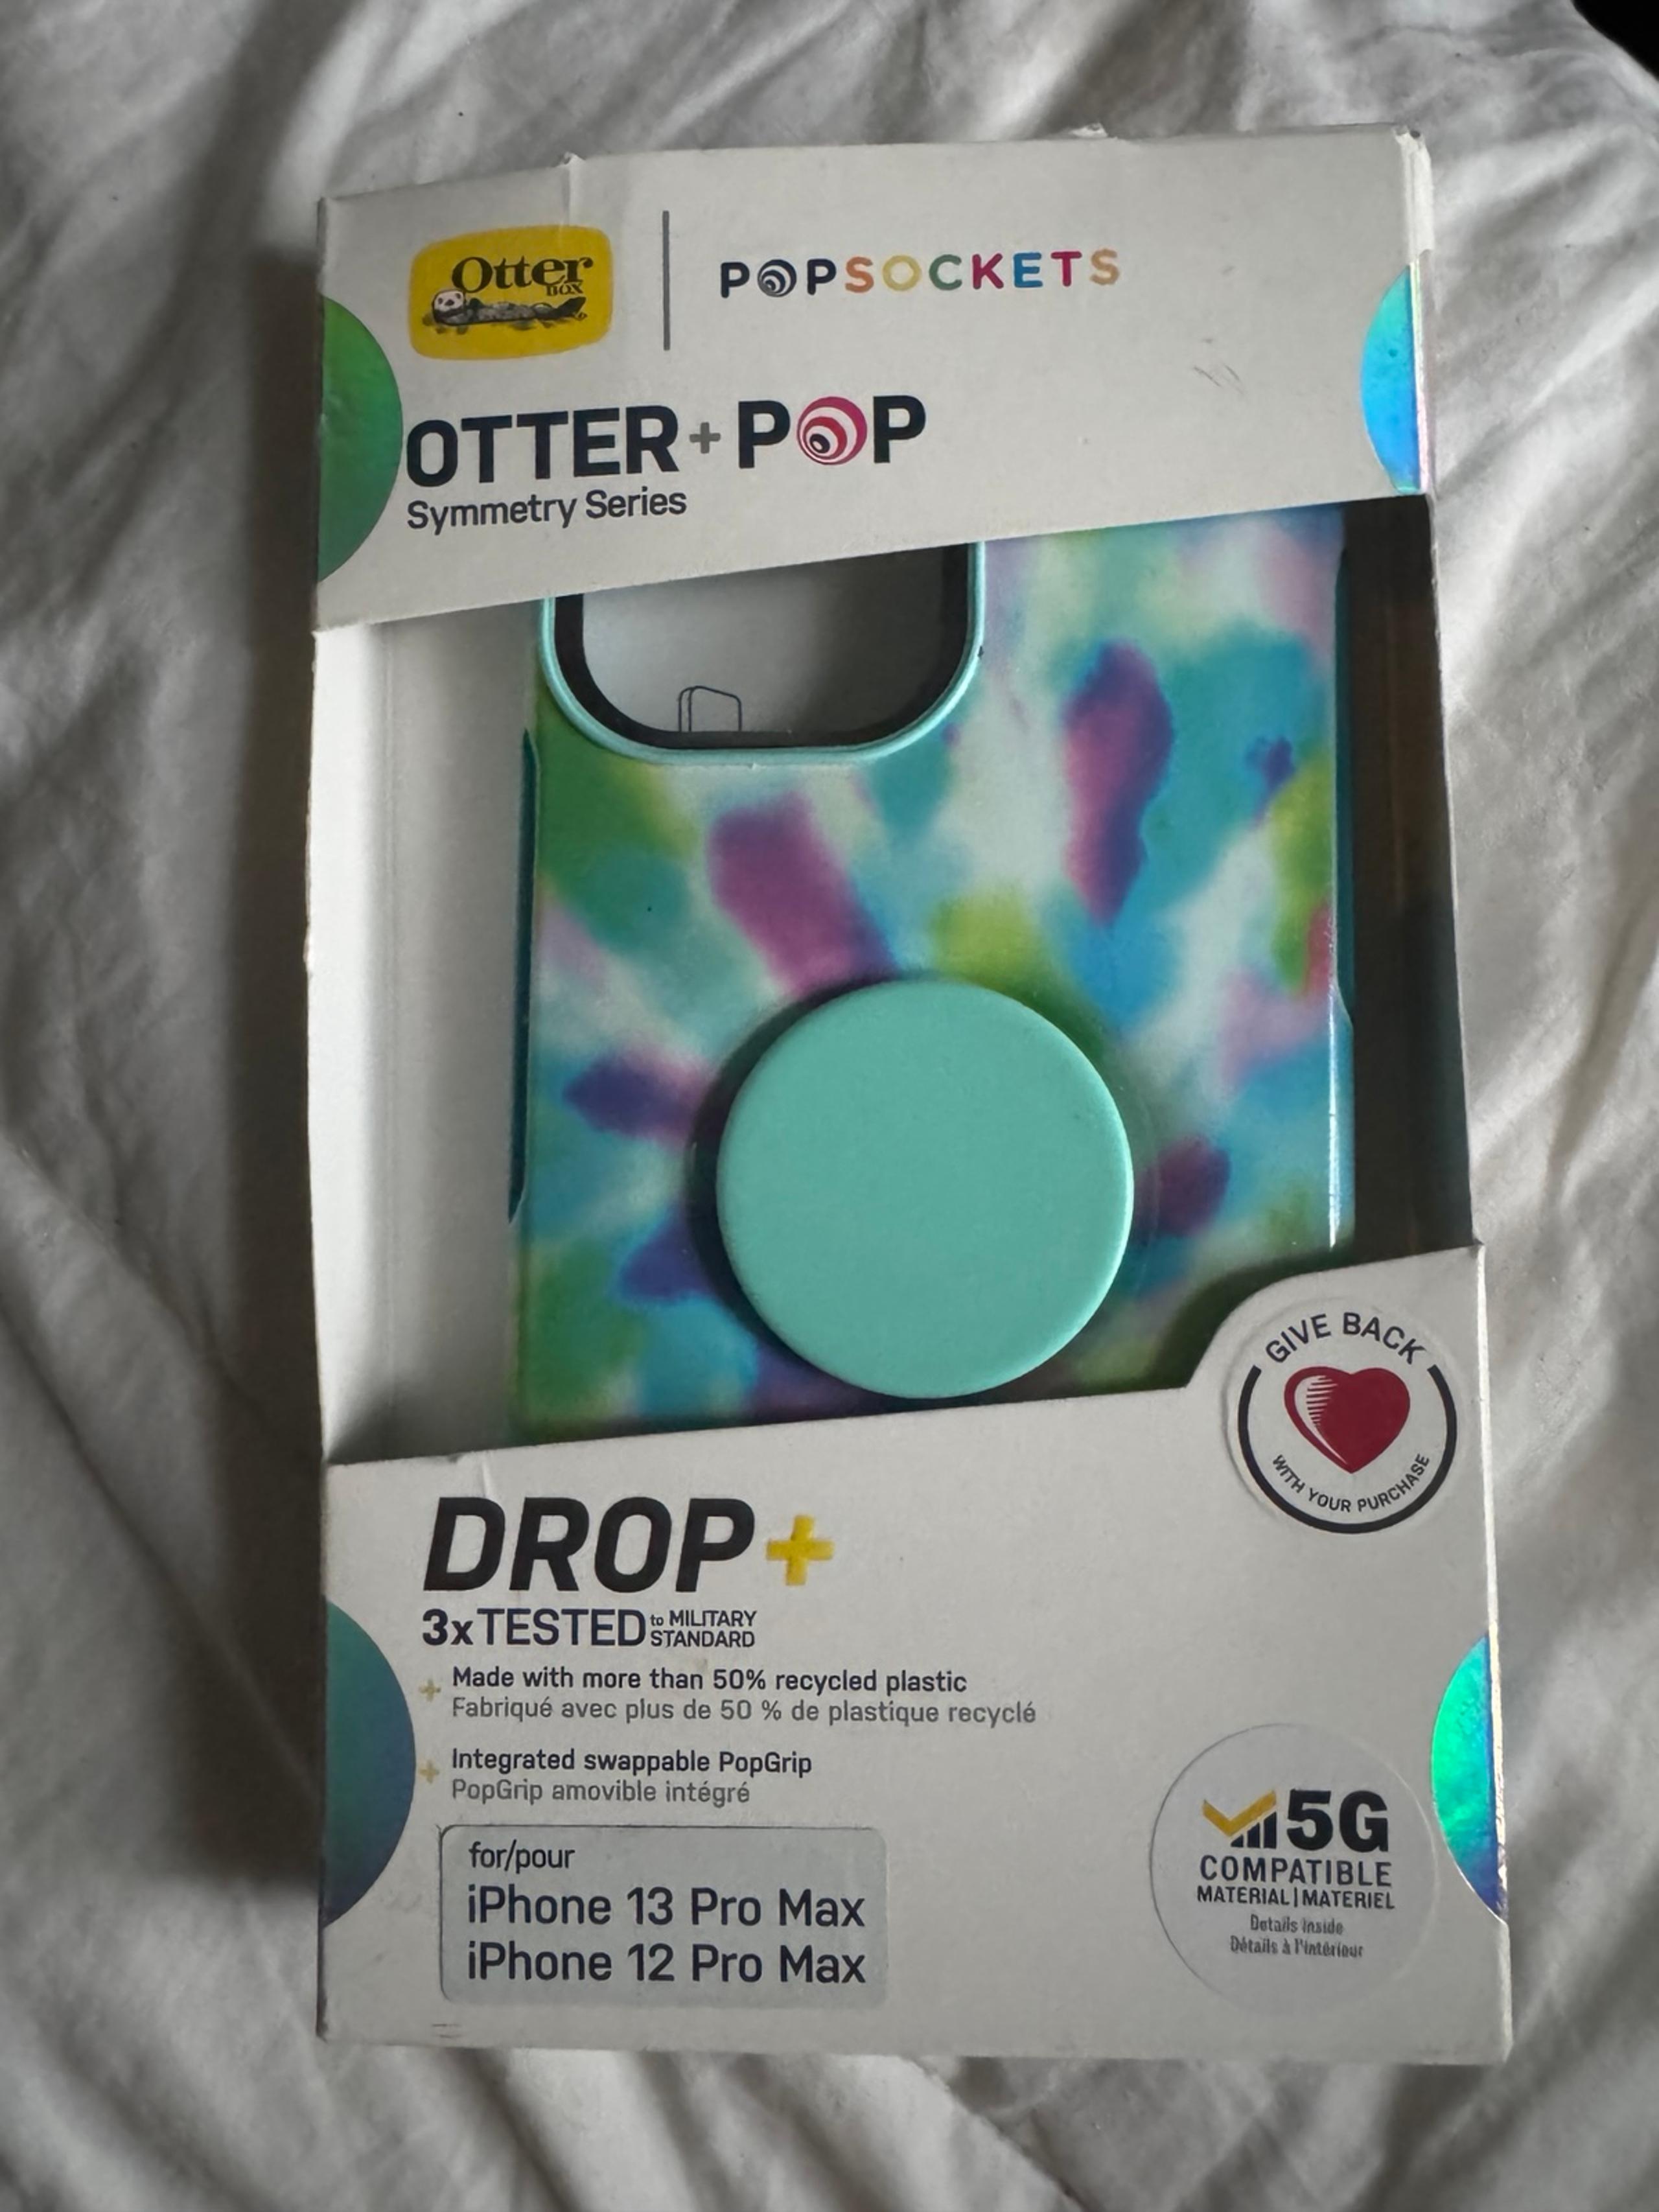 Otter
BOX
POPSOCKETS
OTTER + POP
Symmetry Series
GIVE BACK
WITH YOUR PURCHASE
DROP+
3xTESTED to MILITARY
STANDARD
+ Made with more than 50% recycled plastic
Fabriqué avec plus de 50 % de plastique recyclé
+ Integrated swappable PopGrip
PopGrip amovible intégré
for/pour
iPhone 13 Pro Max
iPhone 12 Pro Max
5G
COMPATIBLE
MATERIAL|MATERIEL
Details inside
Détails à l'intérieur